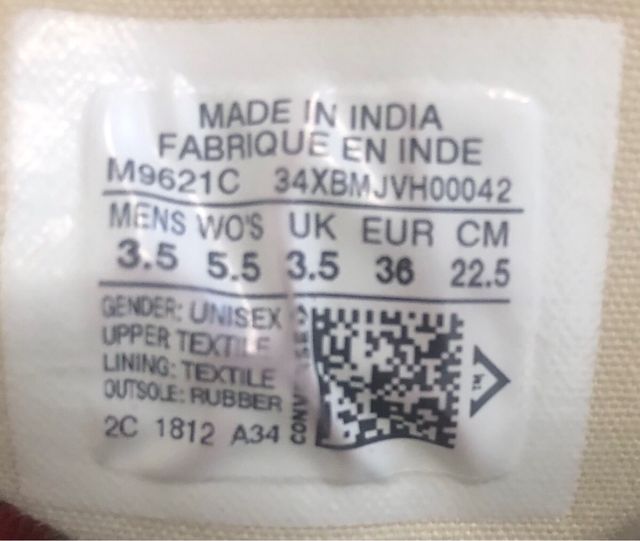 MADE IN INDIA
FABRIQUE EN INDE
M9621C 34XBMJVH00042
MENS WO'S UK EUR CM
3.5 5.5 3.5 36 22.5
GENDER: UNISEX
UPPER TEXTILE
LINING: TEXTILE
OUTSOLE: RUBBER
2C 1812 A34
TM